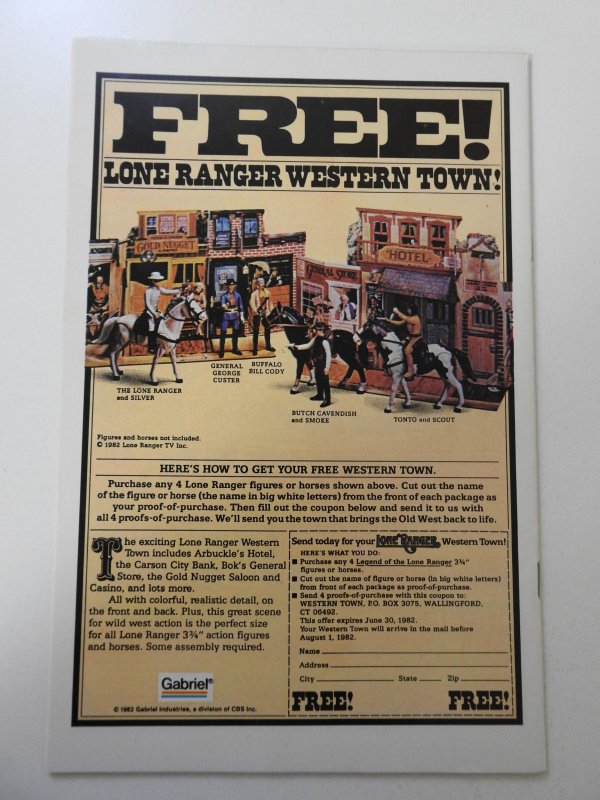 FREE!
LONE RANGER WESTERN TOWN!
GOLD NUGGET
CASINO
GENERAL STORE
HOTEL
THE LONE RANGER
and SILVER
GENERAL
GEORGE
CUSTER
BUFFALO
BILL CODY
BUTCH CAVENDISH
and SMOKE
TONTO and SCOUT
Figures and horses not included.
© 1982 Lone Ranger TV Inc.
HERE'S HOW TO GET YOUR FREE WESTERN TOWN.
Purchase any 4 Lone Ranger figures or horses shown above. Cut out the name
of the figure or horse (the name in big white letters) from the front of each package as
your proof-of-purchase. Then fill out the coupon below and send it to us with
all 4 proofs-of-purchase. We'll send you the town that brings the Old West back to life.
The exciting Lone Ranger Western
Town includes Arbuckle's Hotel,
the Carson City Bank, Bok's General
Store, the Gold Nugget Saloon and
Casino, and lots more.
All with colorful, realistic detail, on
the front and back. Plus, this great scene
for wild west action is the perfect size
for all Lone Ranger 3¾" action figures
and horses. Some assembly required.
Gabriel®
© 1982 Gabriel Industries, a division of CBS Inc.
Send today for your LONE RANGER Western Town!
HERE'S WHAT YOU DO:
■ Purchase any 4 Legend of the Lone Ranger 3¾"
figures or horses.
■ Cut out the name of figure or horse (in big white letters)
from front of each package as proof-of-purchase.
■ Send 4 proofs-of-purchase with this coupon to:
WESTERN TOWN, P.O. BOX 3075, WALLINGFORD,
CT 06492.
This offer expires June 30, 1982.
Your Western Town will arrive in the mail before
August 1, 1982.
Name
Address
City State Zip
FREE! FREE!